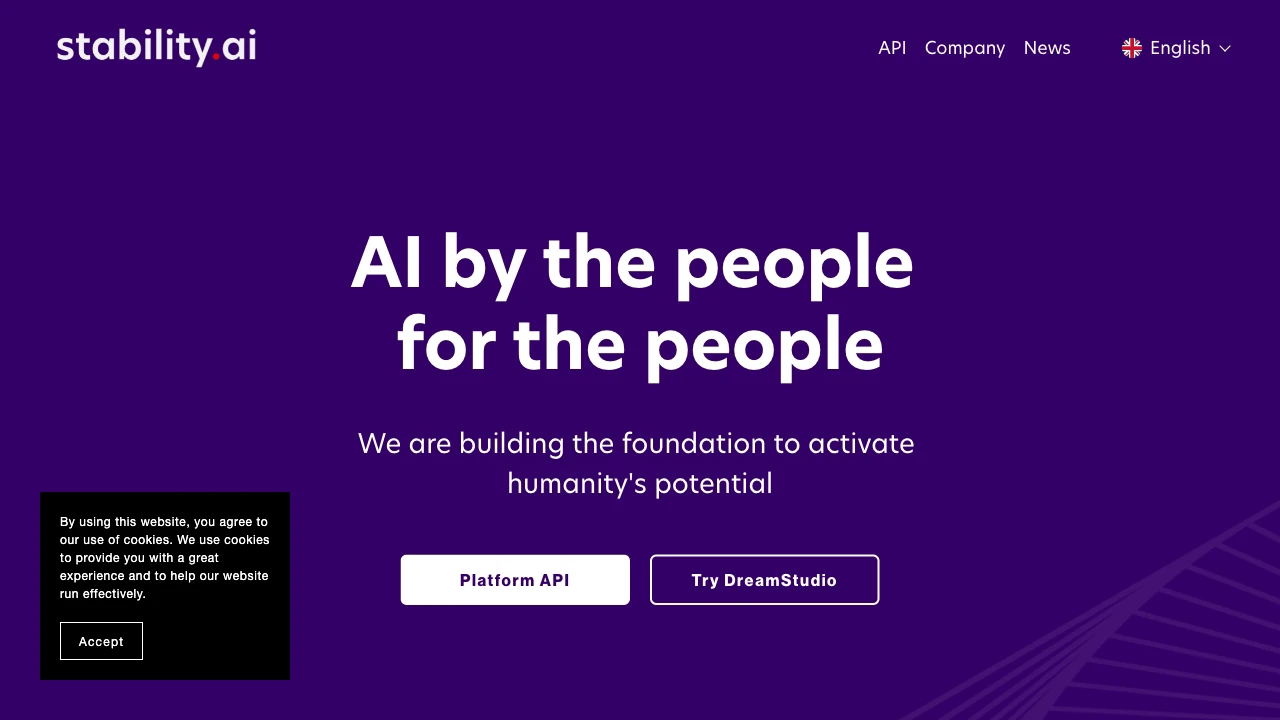 stability.ai
API Company News English
AI by the people
for the people
We are building the foundation to activate
humanity's potential
By using this website, you agree to
our use of cookies. We use cookies
to provide you with a great
experience and to help our website
run effectively.
Accept
Platform API
Try DreamStudio